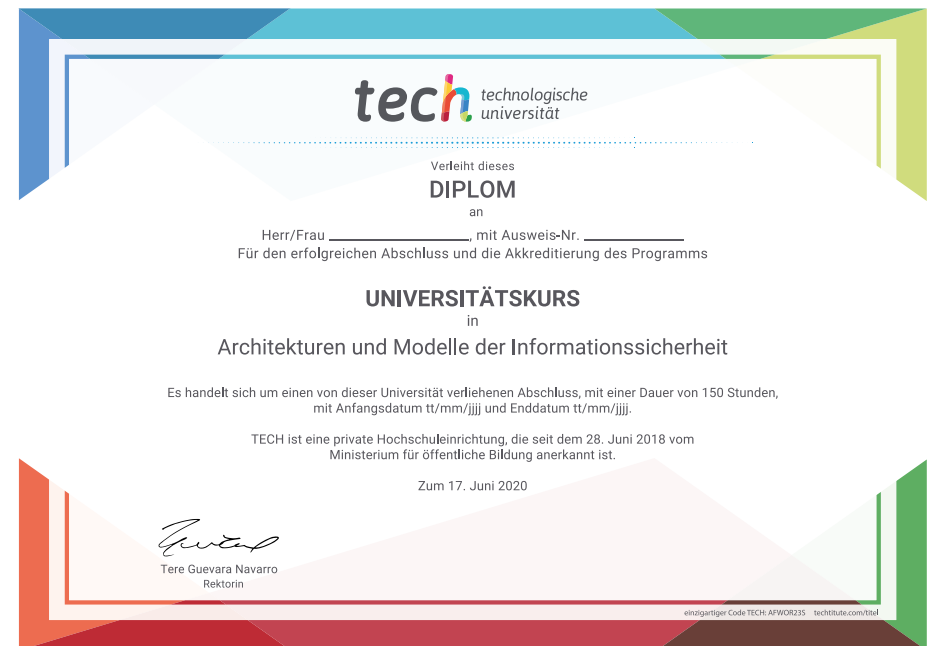 tech technologische
universität
Verleiht dieses
DIPLOM
an
Herr/Frau ____________________, mit Ausweis-Nr. ______________
Für den erfolgreichen Abschluss und die Akkreditierung des Programms
UNIVERSITÄTSKURS
in
Architekturen und Modelle der Informationssicherheit
Es handelt sich um einen von dieser Universität verliehenen Abschluss, mit einer Dauer von 150 Stunden,
mit Anfangsdatum tt/mm/jjjj und Enddatum tt/mm/jjjj.
TECH ist eine private Hochschuleinrichtung, die seit dem 28. Juni 2018 vom
Ministerium für öffentliche Bildung anerkannt ist.
Zum 17. Juni 2020
Tere Guevara Navarro
Rektorin
einzigartiger Code TECH: AFWOR23S techtitute.com/titel